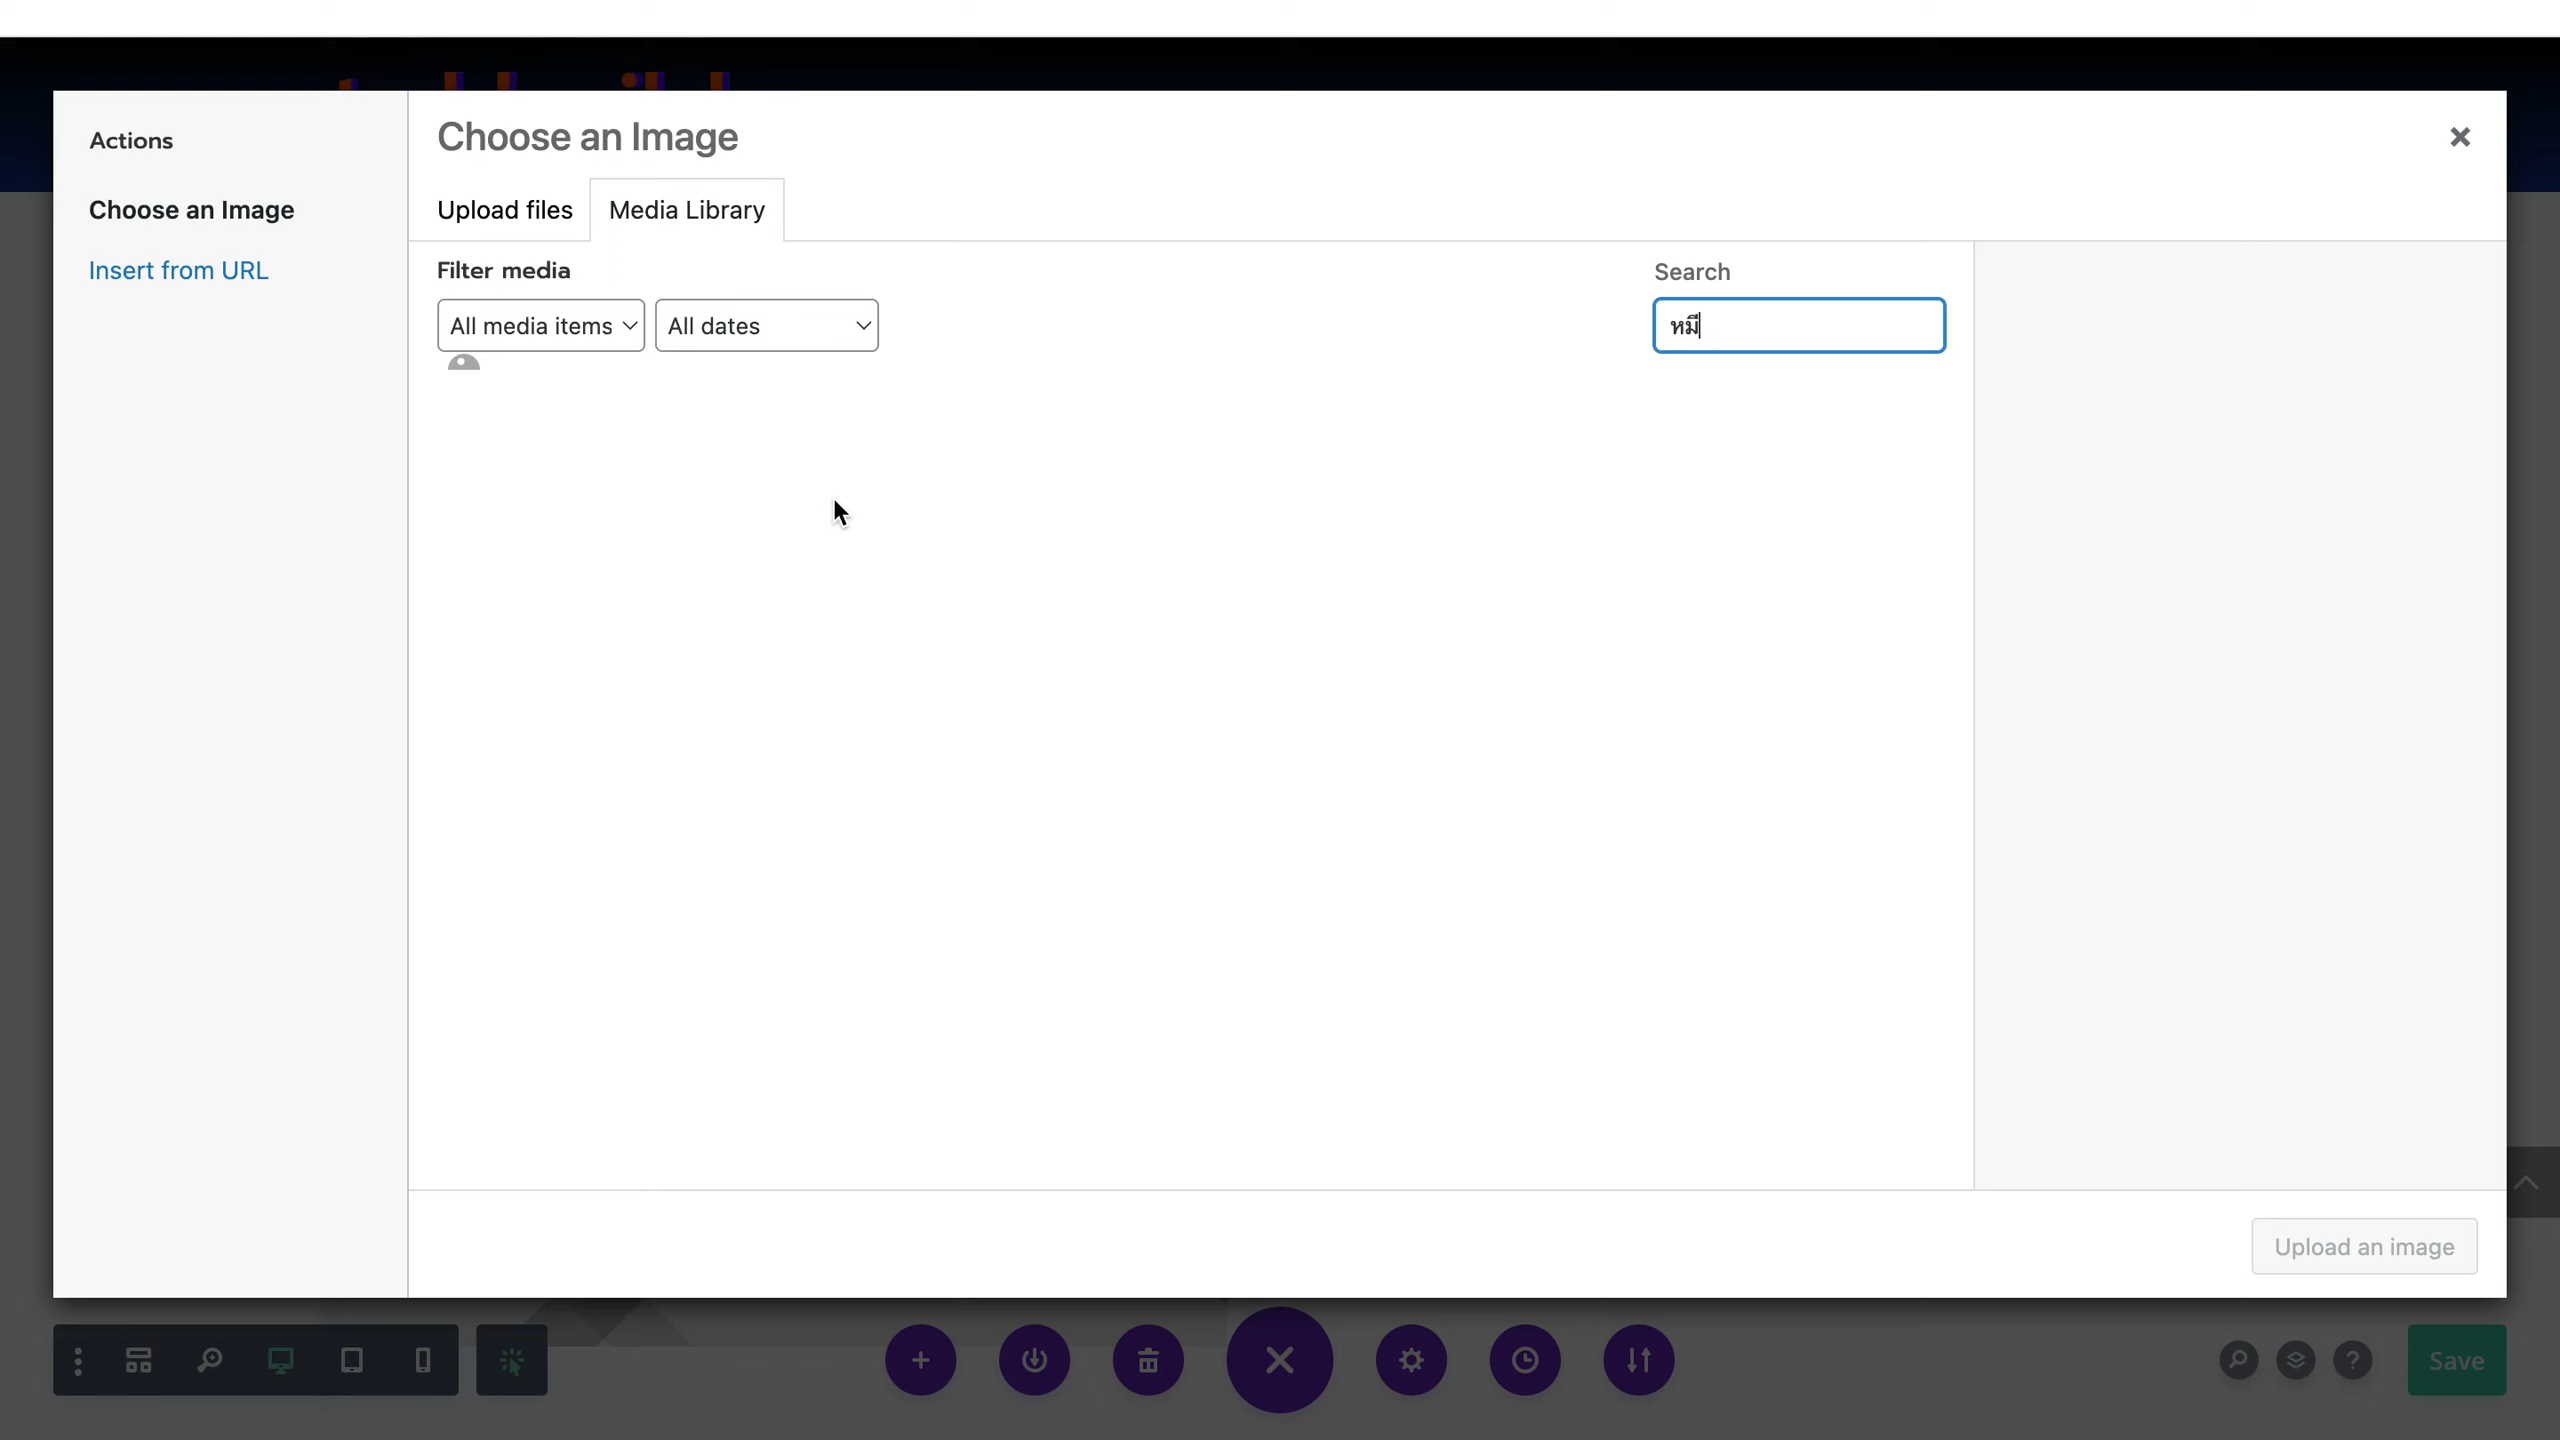 Actions
Choose an Image
Insert from URL
Choose an Image
Upload files
Media Library
Filter media
All media items
All dates
Search
หมี
Upload an image
?
Save